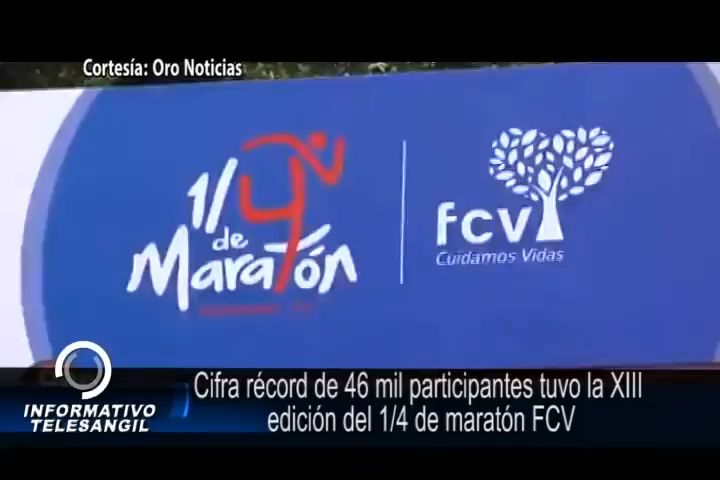 Cortesía: Oro Noticias
1/4
de
Maratón
fcv
Cuidamos Vidas
Cifra récord de 46 mil participantes tuvo la XIII
edición del 1/4 de maratón FCV
INFORMATIVO
TELESANGIL